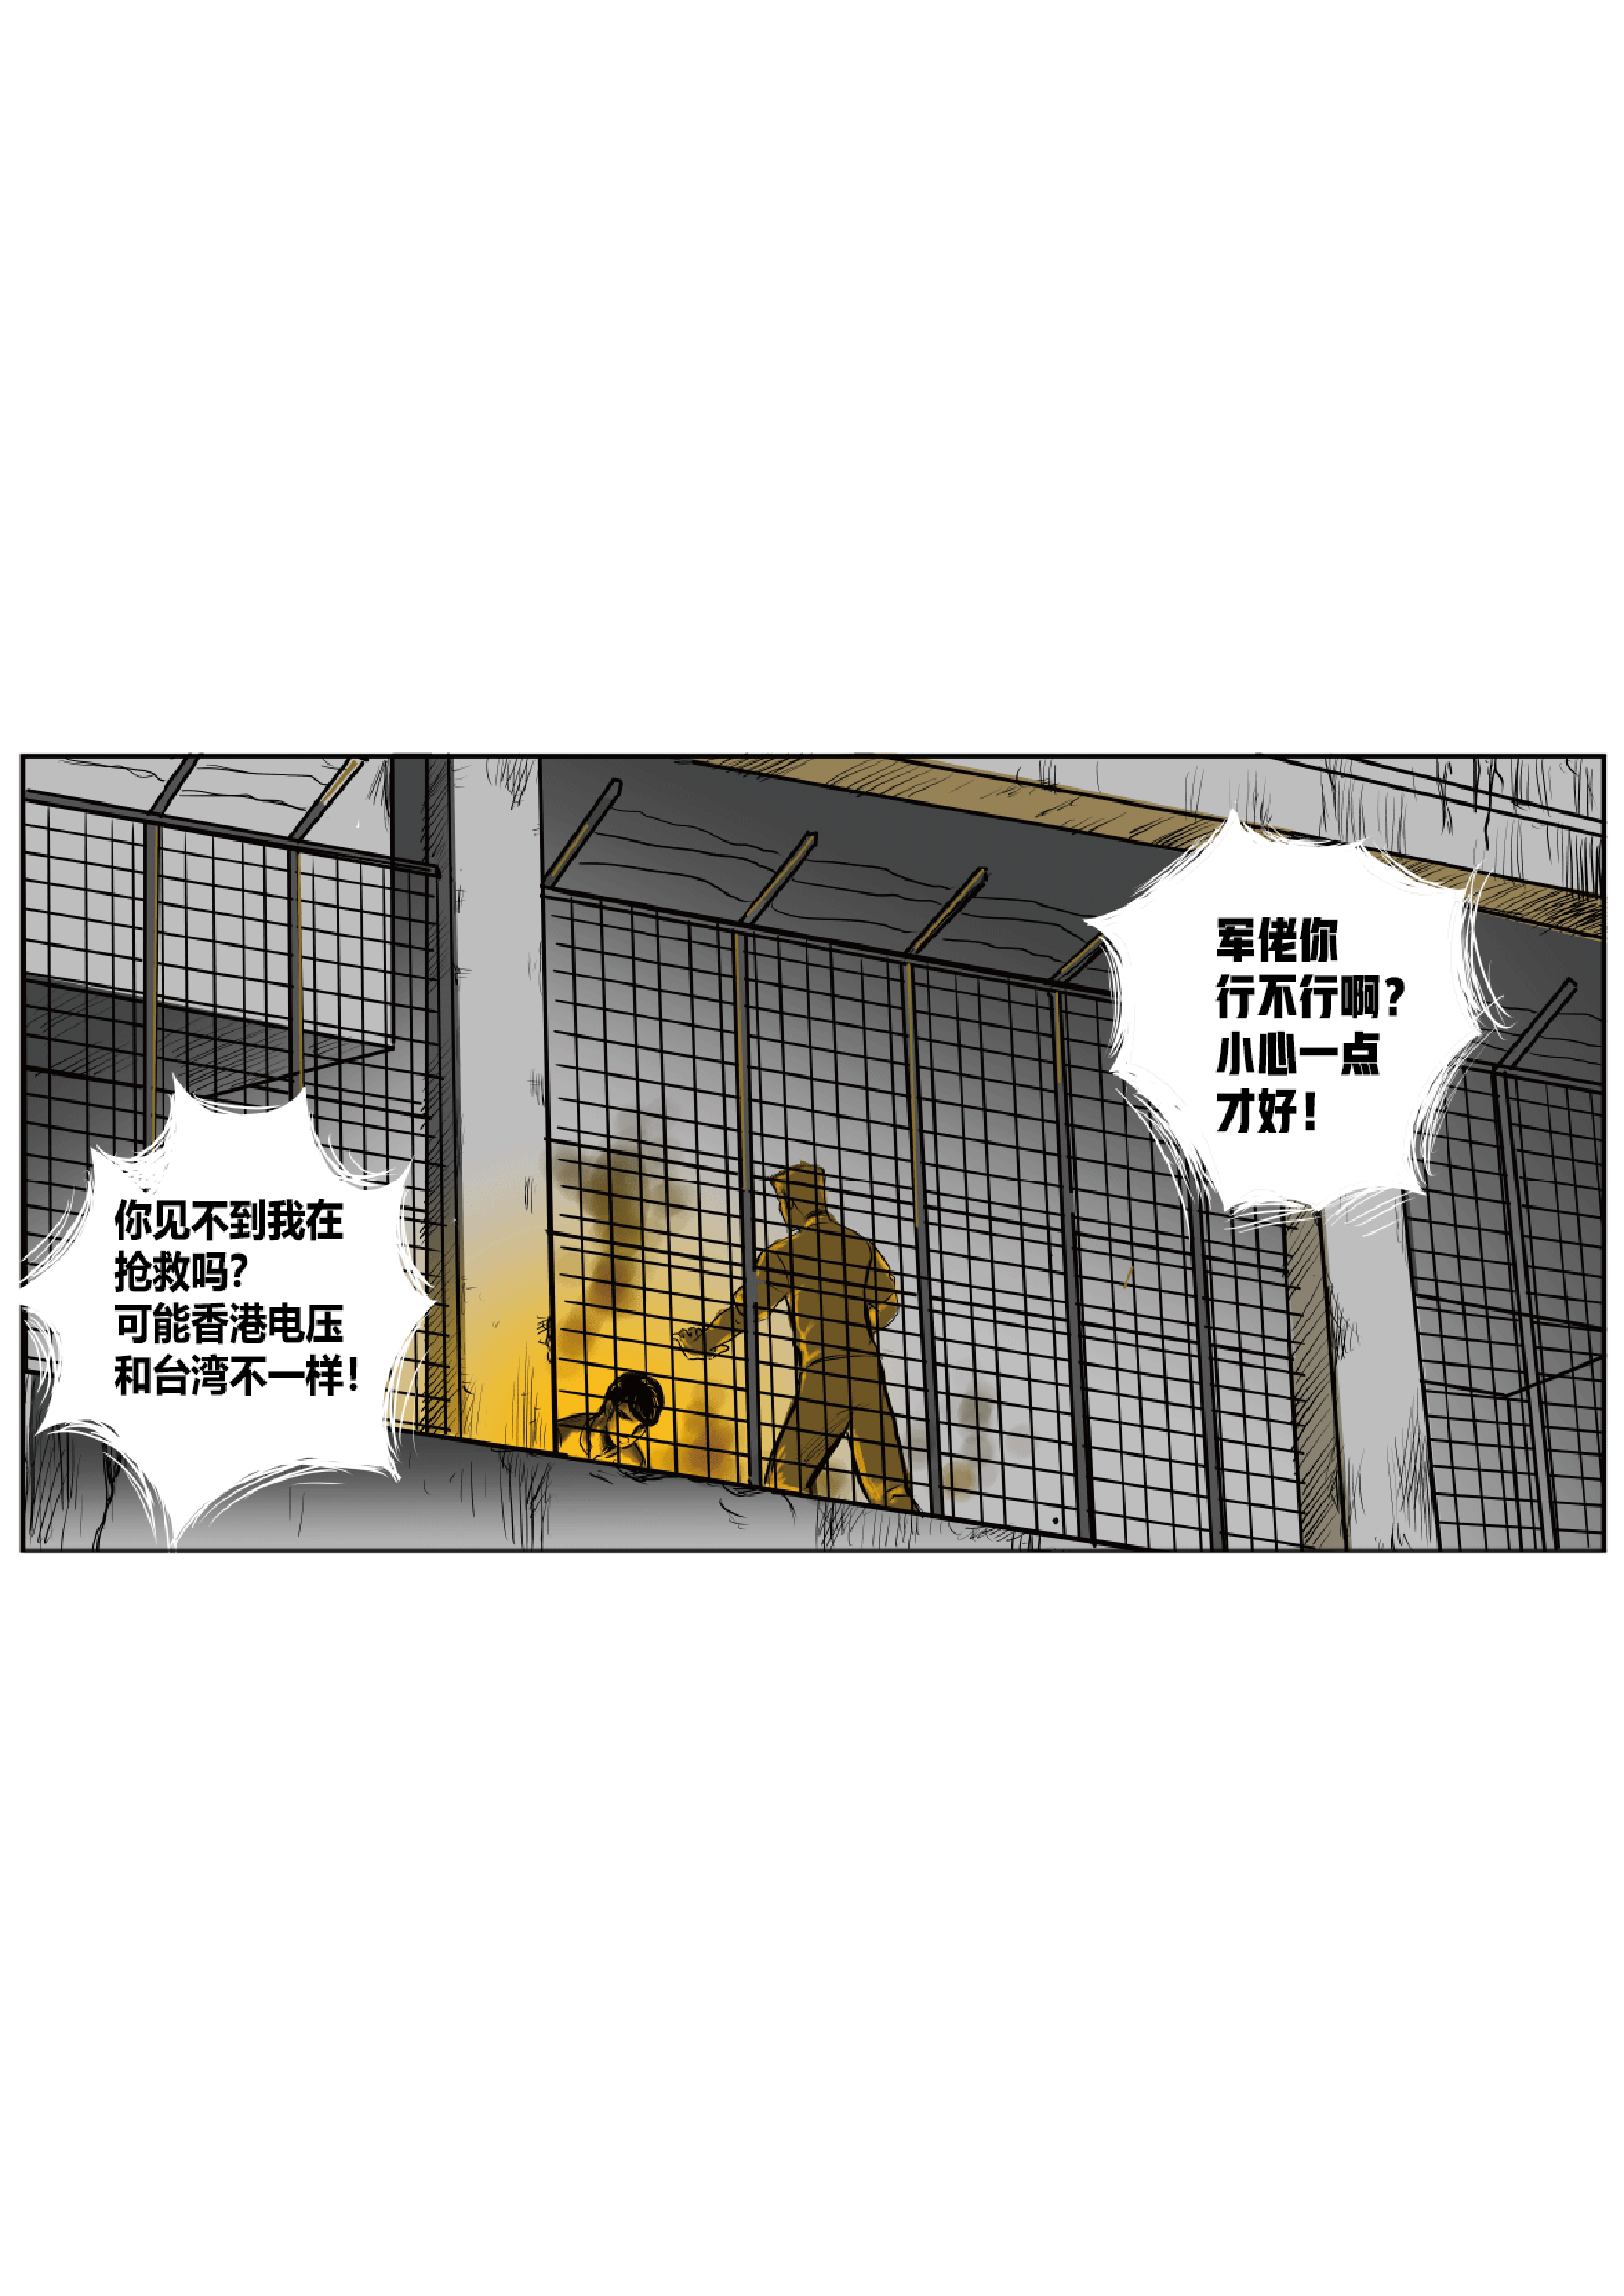 军佬你
行不行啊？
小心一点
才好！
你见不到我在
抢救吗？
可能香港电压
和台湾不一样！